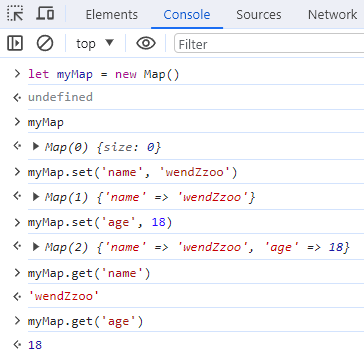 Elements Console Sources Network
top Filter
let myMap = new Map()
undefined
myMap
Map(0) {size: 0}
myMap.set('name', 'wendZzoo')
Map(1) {'name' => 'wendZzoo'}
myMap.set('age', 18)
Map(2) {'name' => 'wendZzoo', 'age' => 18}
myMap.get('name')
'wendZzoo'
myMap.get('age')
18